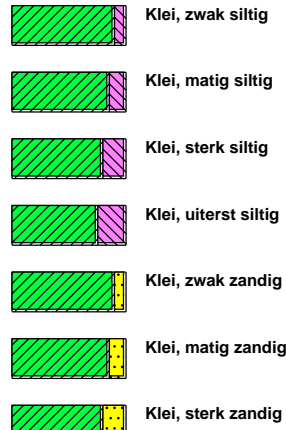 Klei, zwak siltig
Klei, matig siltig
Klei, sterk siltig
Klei, uiterst siltig
Klei, zwak zandig
Klei, matig zandig
Klei, sterk zandig